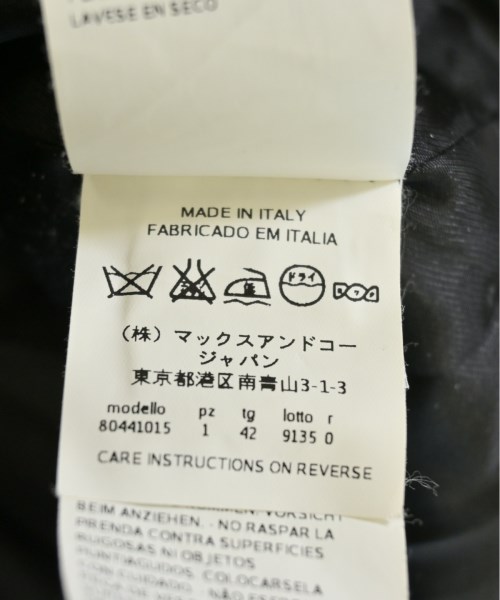 LAVESE EN SECO
MADE IN ITALY
FABRICADO EM ITALIA
ドライ
(株) マックスアンドコー
ジャパン
東京都港区南青山3-1-3
modello pz tg lotto r
80441015 1 42 9135 0
CARE INSTRUCTIONS ON REVERSE
VORSICHT
BEIM ANZIEHEN. - NO RASPAR LA
PRENDA CONTRA SUPERFICIES
RUGOSAS NI OBJETOS
PUNTIAGUDOS. COLOCARSELA